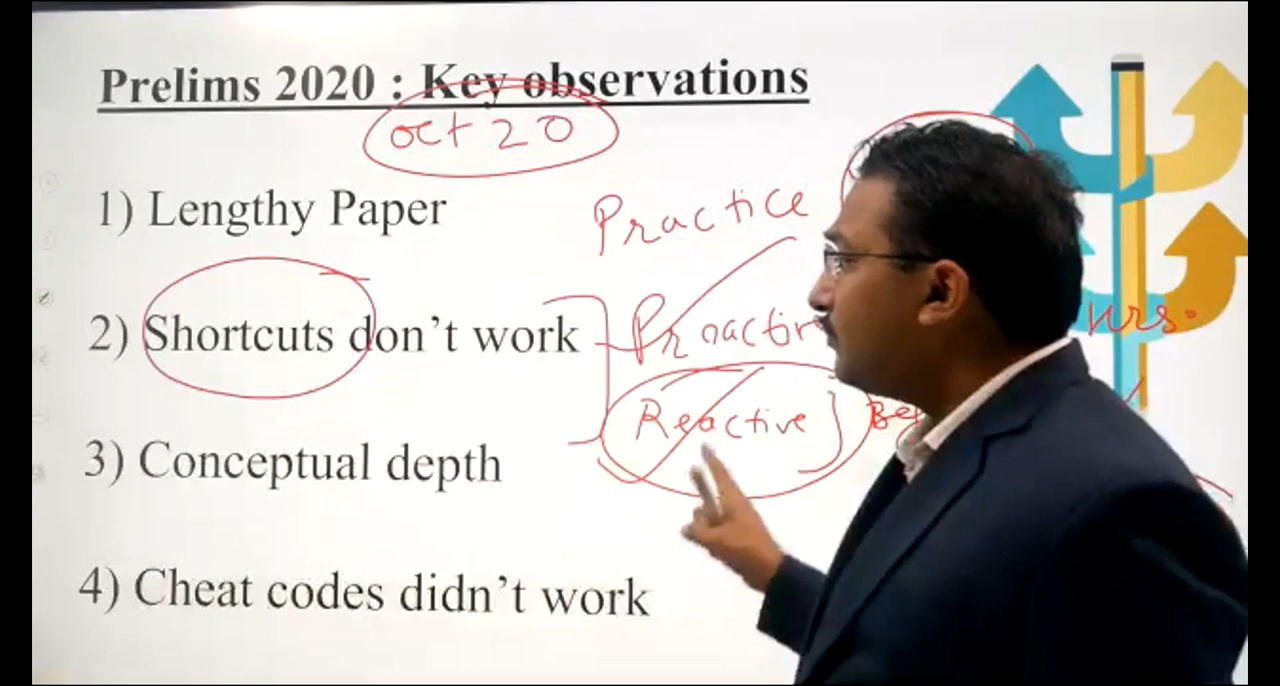 Prelims 2020 : Key observations
oct 20
1) Lengthy Paper
Practice
2) Shortcuts don't work
Hrs.
Reactive
3) Conceptual depth
4) Cheat codes didn't work